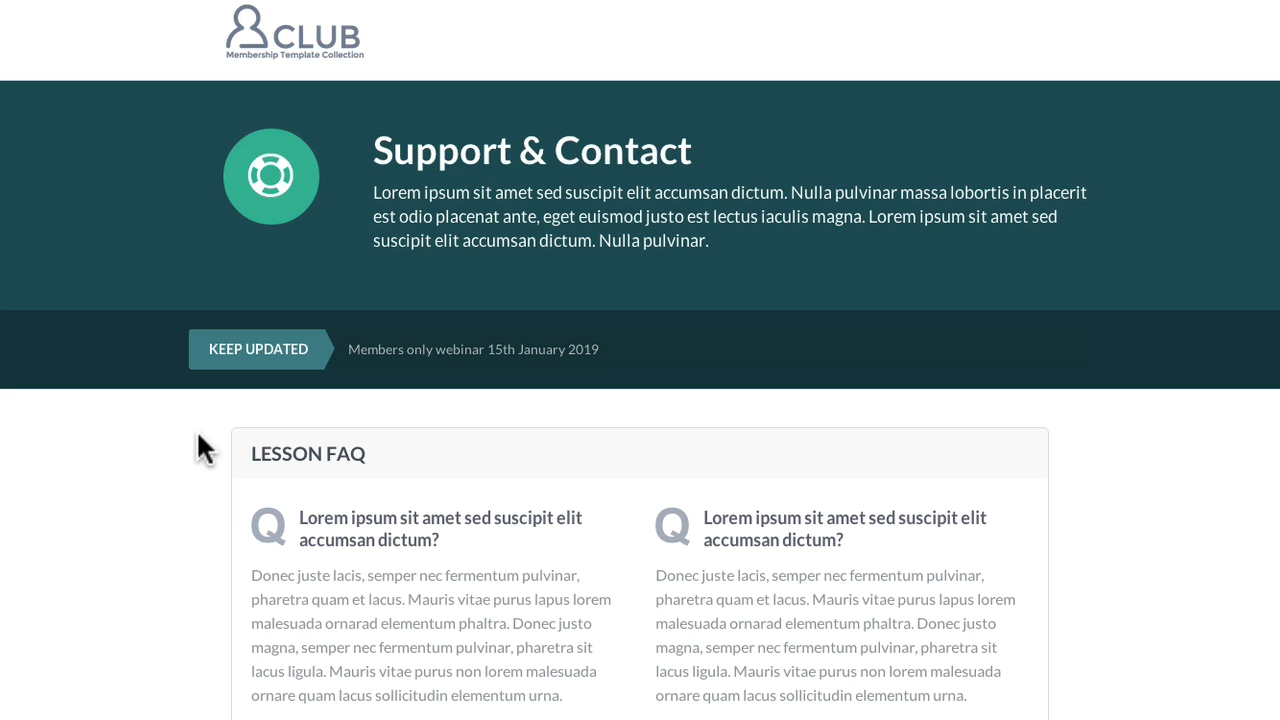 CLUB
Membership Template Collection
Support & Contact
Lorem ipsum sit amet sed suscipit elit accumsan dictum. Nulla pulvinar massa lobortis in placerit
est odio placenat ante, eget euismod justo est lectus iaculis magna. Lorem ipsum sit amet sed
suscipit elit accumsan dictum. Nulla pulvinar.
KEEP UPDATED
Members only webinar 15th January 2019
LESSON FAQ
Q
Lorem ipsum sit amet sed suscipit elit
accumsan dictum?
Donec juste lacis, semper nec fermentum pulvinar,
pharetra quam et lacus. Mauris vitae purus lapus lorem
malesuada ornarad elementum phaltra. Donec justo
magna, semper nec fermentum pulvinar, pharetra sit
lacus ligula. Mauris vitae purus non lorem malesuada
ornare quam lacus sollicitudin elementum urna.
Q
Lorem ipsum sit amet sed suscipit elit
accumsan dictum?
Donec juste lacis, semper nec fermentum pulvinar,
pharetra quam et lacus. Mauris vitae purus lapus lorem
malesuada ornarad elementum phaltra. Donec justo
magna, semper nec fermentum pulvinar, pharetra sit
lacus ligula. Mauris vitae purus non lorem malesuada
ornare quam lacus sollicitudin elementum urna.